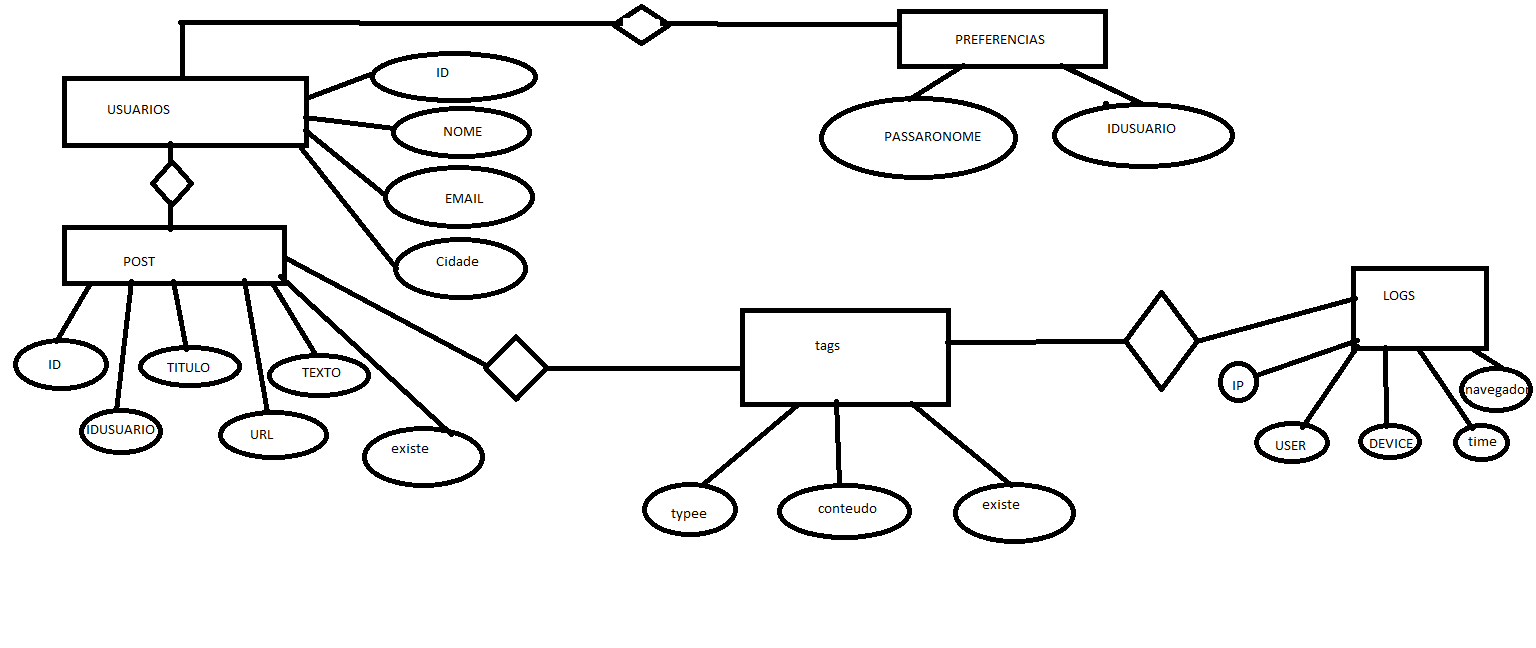 PREFERENCIAS
USUARIOS
ID
NOME
PASSARONOME
IDUSUARIO
EMAIL
POST
Cidade
LOGS
tags
ID
TITULO
TEXTO
IP
navegador
IDUSUARIO
URL
existe
USER
DEVICE
time
typee
conteudo
existe